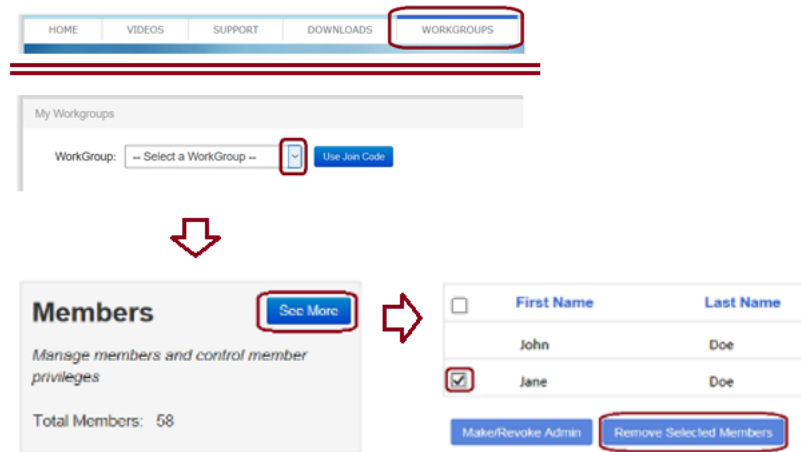 HOME VIDEOS SUPPORT DOWNLOADS WORKGROUPS
My Workgroups
WorkGroup: -- Select a WorkGroup -- Use Join Code
Members See More
Manage members and control member
privileges
Total Members: 58
First Name Last Name
John Doe
Jane Doe
Make/Revoke Admin Remove Selected Members